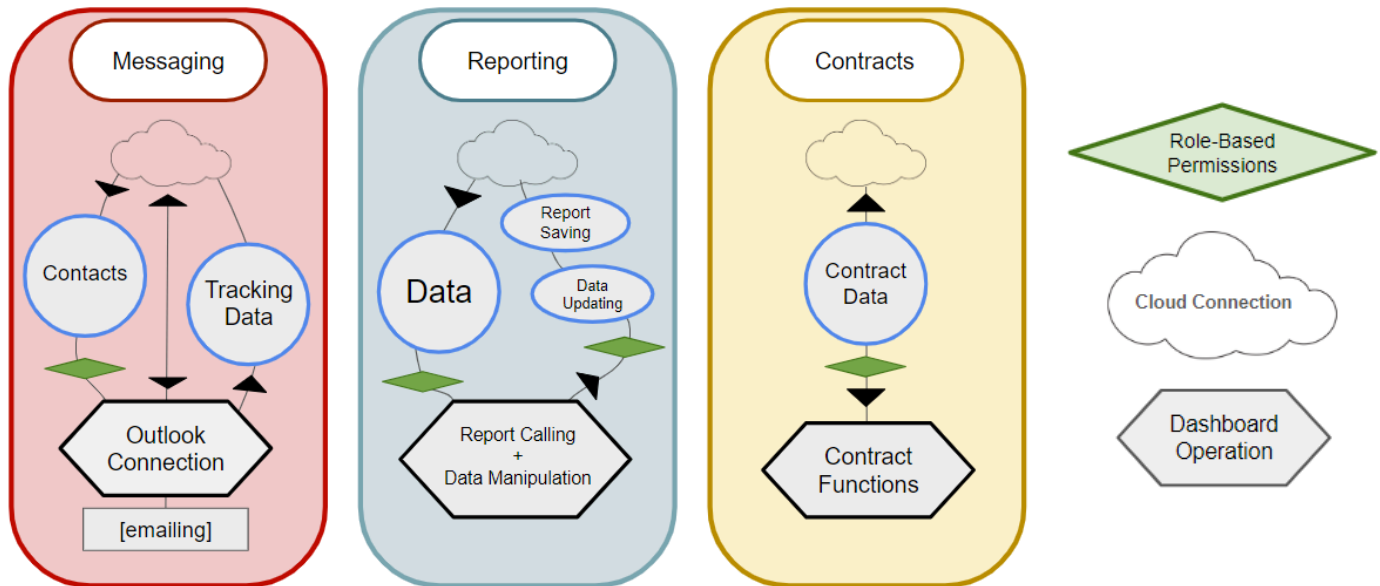 Messaging
Contacts
Tracking
Data
Outlook
Connection
[emailing]
Reporting
Report
Saving
Data
Data
Updating
Report Calling
+
Data Manipulation
Contracts
Contract
Data
Contract
Functions
Role-Based
Permissions
Cloud Connection
Dashboard
Operation